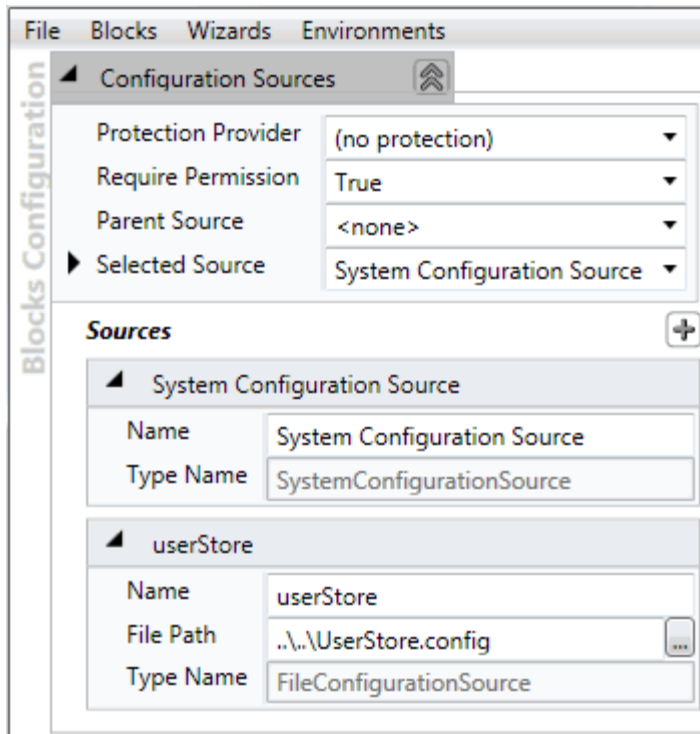 File Blocks Wizards Environments
Blocks Configuration
Configuration Sources
Protection Provider (no protection)
Require Permission True
Parent Source <none>
Selected Source System Configuration Source
Sources
System Configuration Source
Name System Configuration Source
Type Name SystemConfigurationSource
userStore
Name userStore
File Path ..\..\UserStore.config ...
Type Name FileConfigurationSource